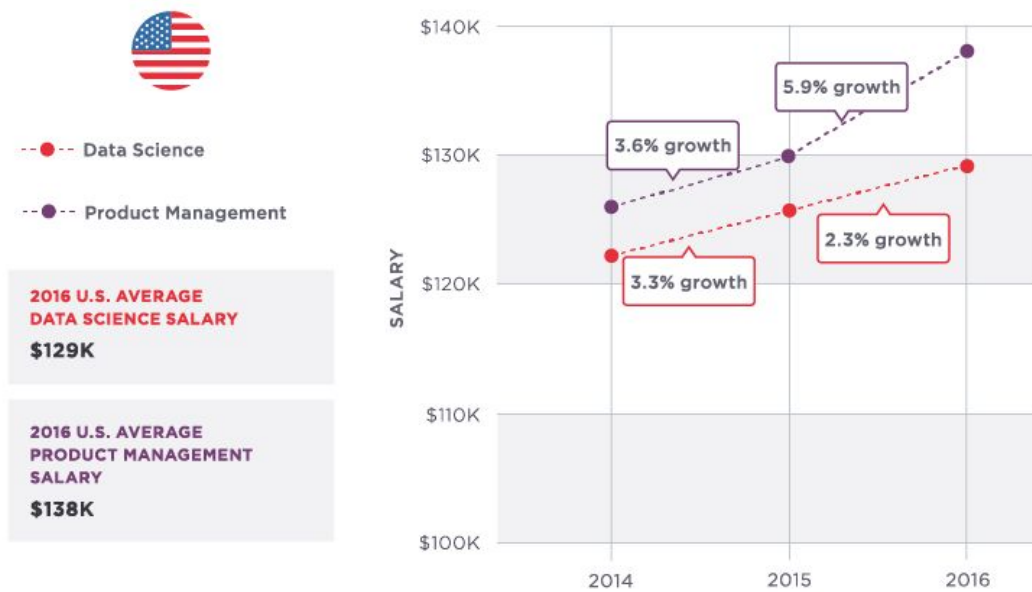 Data Science
Product Management
2016 U.S. AVERAGE
DATA SCIENCE SALARY
$129K
2016 U.S. AVERAGE
PRODUCT MANAGEMENT
SALARY
$138K
SALARY
$140K
$130K
$120K
$110K
$100K
5.9% growth
3.6% growth
2.3% growth
3.3% growth
2014
2015
2016